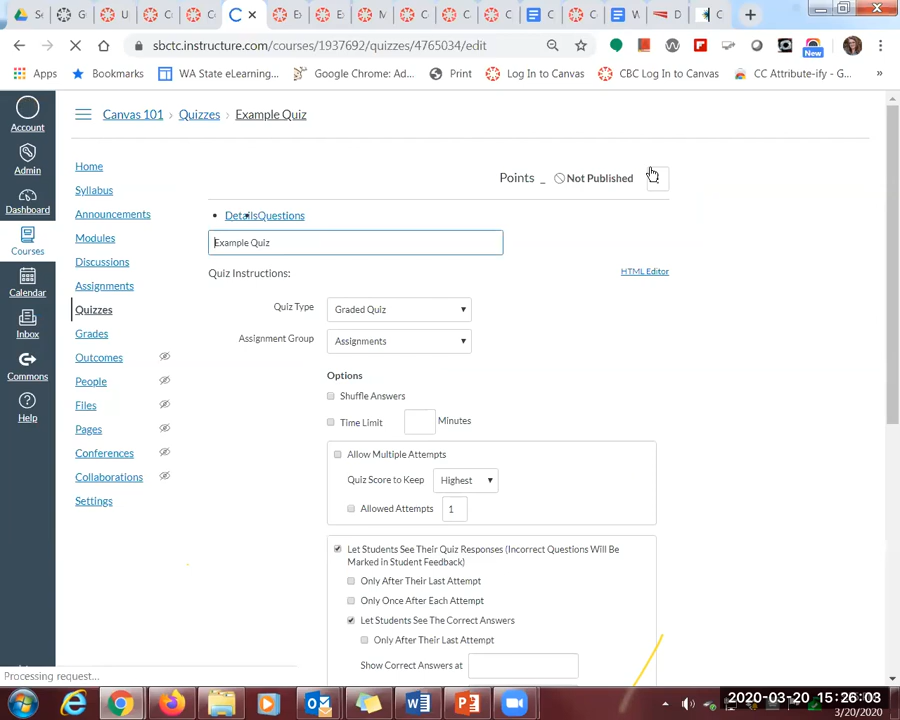 G
U
Co
Co
C
Ex
Ex
M
C
C
C
C
Co
W
D
C
sbctc.instructure.com/courses/1937692/quizzes/4765034/edit
New
Apps
Bookmarks
WA State eLearning...
Google Chrome: Ad...
Print
Log In to Canvas
CBC Log In to Canvas
CC Attribute-ify - G...
»
Account
Admin
Dashboard
Courses
Calendar
Inbox
Commons
Help
Canvas 101 › Quizzes › Example Quiz
Home
Syllabus
Announcements
Modules
Discussions
Assignments
Quizzes
Grades
Outcomes
People
Files
Pages
Conferences
Collaborations
Settings
Points _ Not Published
DetailsQuestions
Example Quiz
Quiz Instructions:
HTML Editor
Quiz Type Graded Quiz
Assignment Group Assignments
Options
Shuffle Answers
Time Limit Minutes
Allow Multiple Attempts
Quiz Score to Keep Highest
Allowed Attempts 1
Let Students See Their Quiz Responses (Incorrect Questions Will Be
Marked in Student Feedback)
Only After Their Last Attempt
Only Once After Each Attempt
Let Students See The Correct Answers
Only After Their Last Attempt
Show Correct Answers at
Processing request...
2020-03-20 15:26:03
3/20/2020